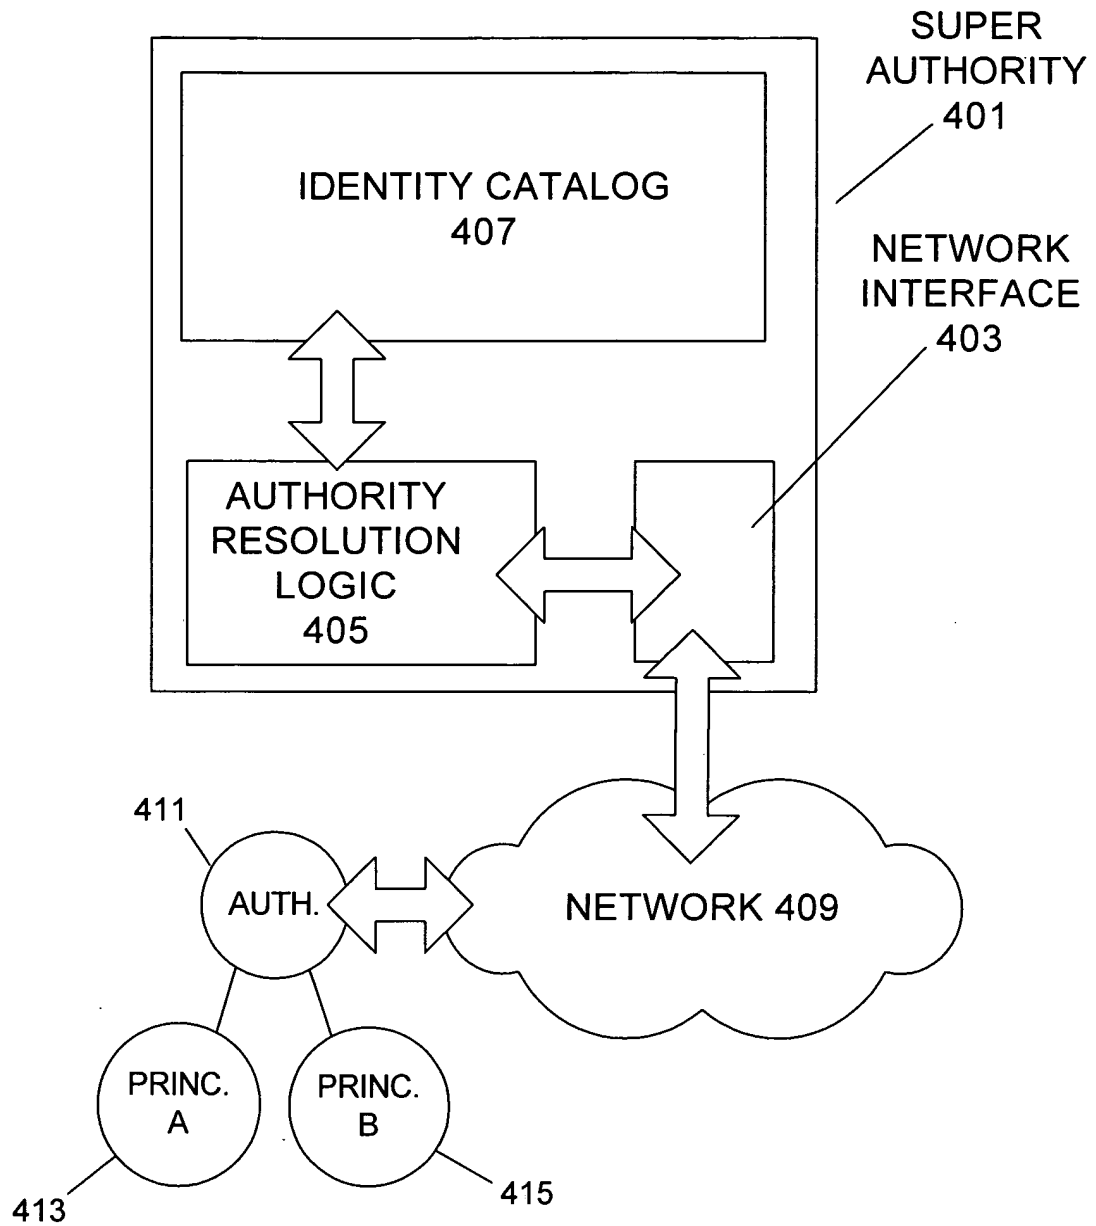 SUPER
AUTHORITY
401
IDENTITY CATALOG
407
NETWORK
INTERFACE
403
AUTHORITY
RESOLUTION
LOGIC
405
411
AUTH.
NETWORK 409
PRINC.
A
PRINC.
B
413
415